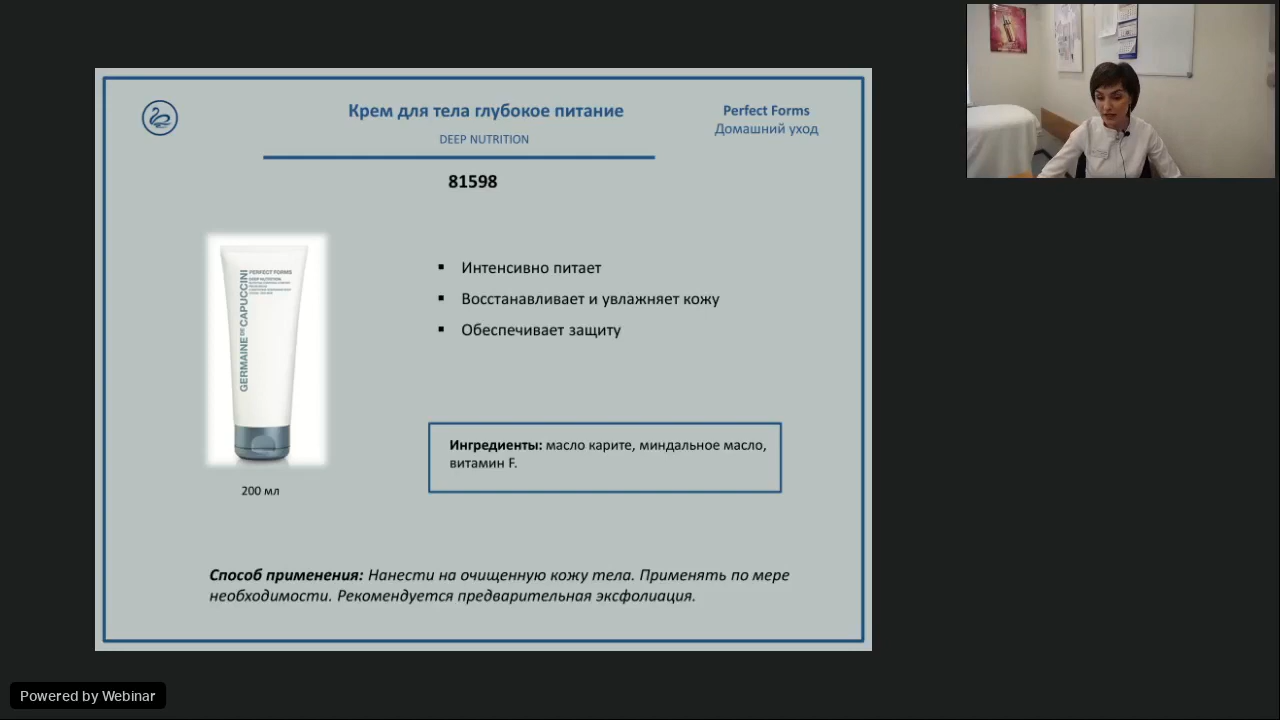 Крем для тела глубокое питание
DEEP NUTRITION
Perfect Forms
Домашний уход
81598
GERMAINE DE CAPUCCINI
PERFECT FORMS
DEEP NUTRITION
▪ Интенсивно питает
▪ Восстанавливает и увлажняет кожу
▪ Обеспечивает защиту
Ингредиенты: масло карите, миндальное масло,
витамин F.
200 мл
Способ применения: Нанести на очищенную кожу тела. Применять по мере
необходимости. Рекомендуется предварительная эксфолиация.
Powered by Webinar